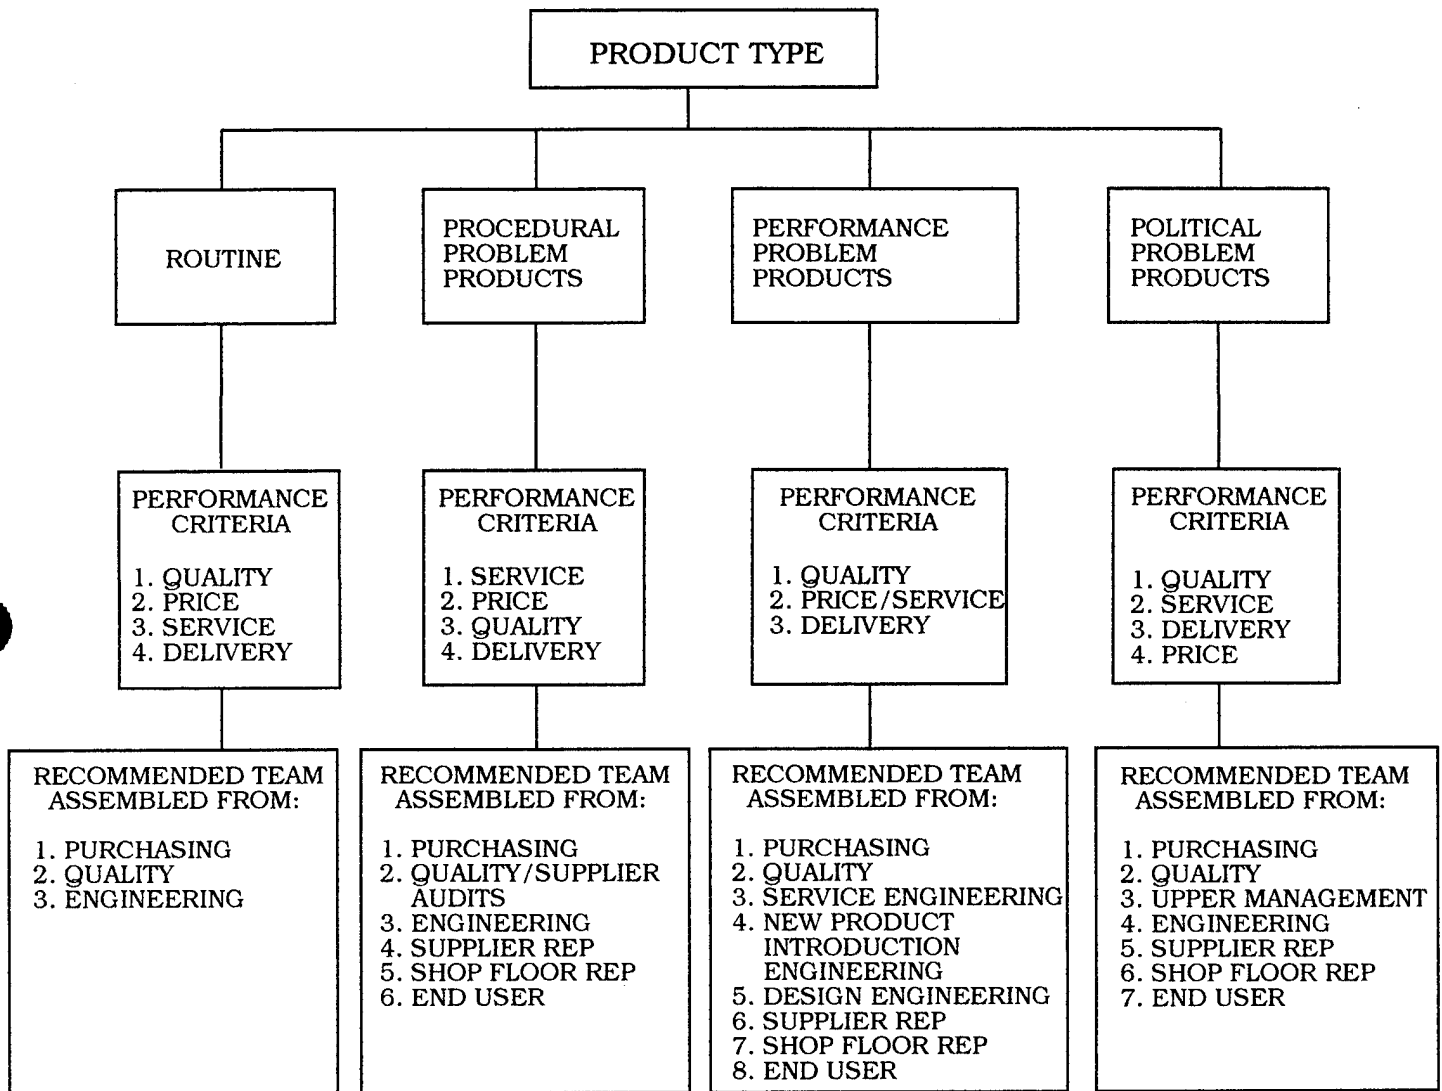 PRODUCT TYPE
ROUTINE
PROCEDURAL
PROBLEM
PRODUCTS
PERFORMANCE
PROBLEM
PRODUCTS
POLITICAL
PROBLEM
PRODUCTS
PERFORMANCE
CRITERIA
1. QUALITY
2. PRICE
3. SERVICE
4. DELIVERY
PERFORMANCE
CRITERIA
1. SERVICE
2. PRICE
3. QUALITY
4. DELIVERY
PERFORMANCE
CRITERIA
1. QUALITY
2. PRICE/SERVICE
3. DELIVERY
PERFORMANCE
CRITERIA
1. QUALITY
2. SERVICE
3. DELIVERY
4. PRICE
RECOMMENDED TEAM
ASSEMBLED FROM:
1. PURCHASING
2. QUALITY
3. ENGINEERING
RECOMMENDED TEAM
ASSEMBLED FROM:
1. PURCHASING
2. QUALITY/SUPPLIER
AUDITS
3. ENGINEERING
4. SUPPLIER REP
5. SHOP FLOOR REP
6. END USER
RECOMMENDED TEAM
ASSEMBLED FROM:
1. PURCHASING
2. QUALITY
3. SERVICE ENGINEERING
4. NEW PRODUCT
INTRODUCTION
ENGINEERING
5. DESIGN ENGINEERING
6. SUPPLIER REP
7. SHOP FLOOR REP
8. END USER
RECOMMENDED TEAM
ASSEMBLED FROM:
1. PURCHASING
2. QUALITY
3. UPPER MANAGEMENT
4. ENGINEERING
5. SUPPLIER REP
6. SHOP FLOOR REP
7. END USER